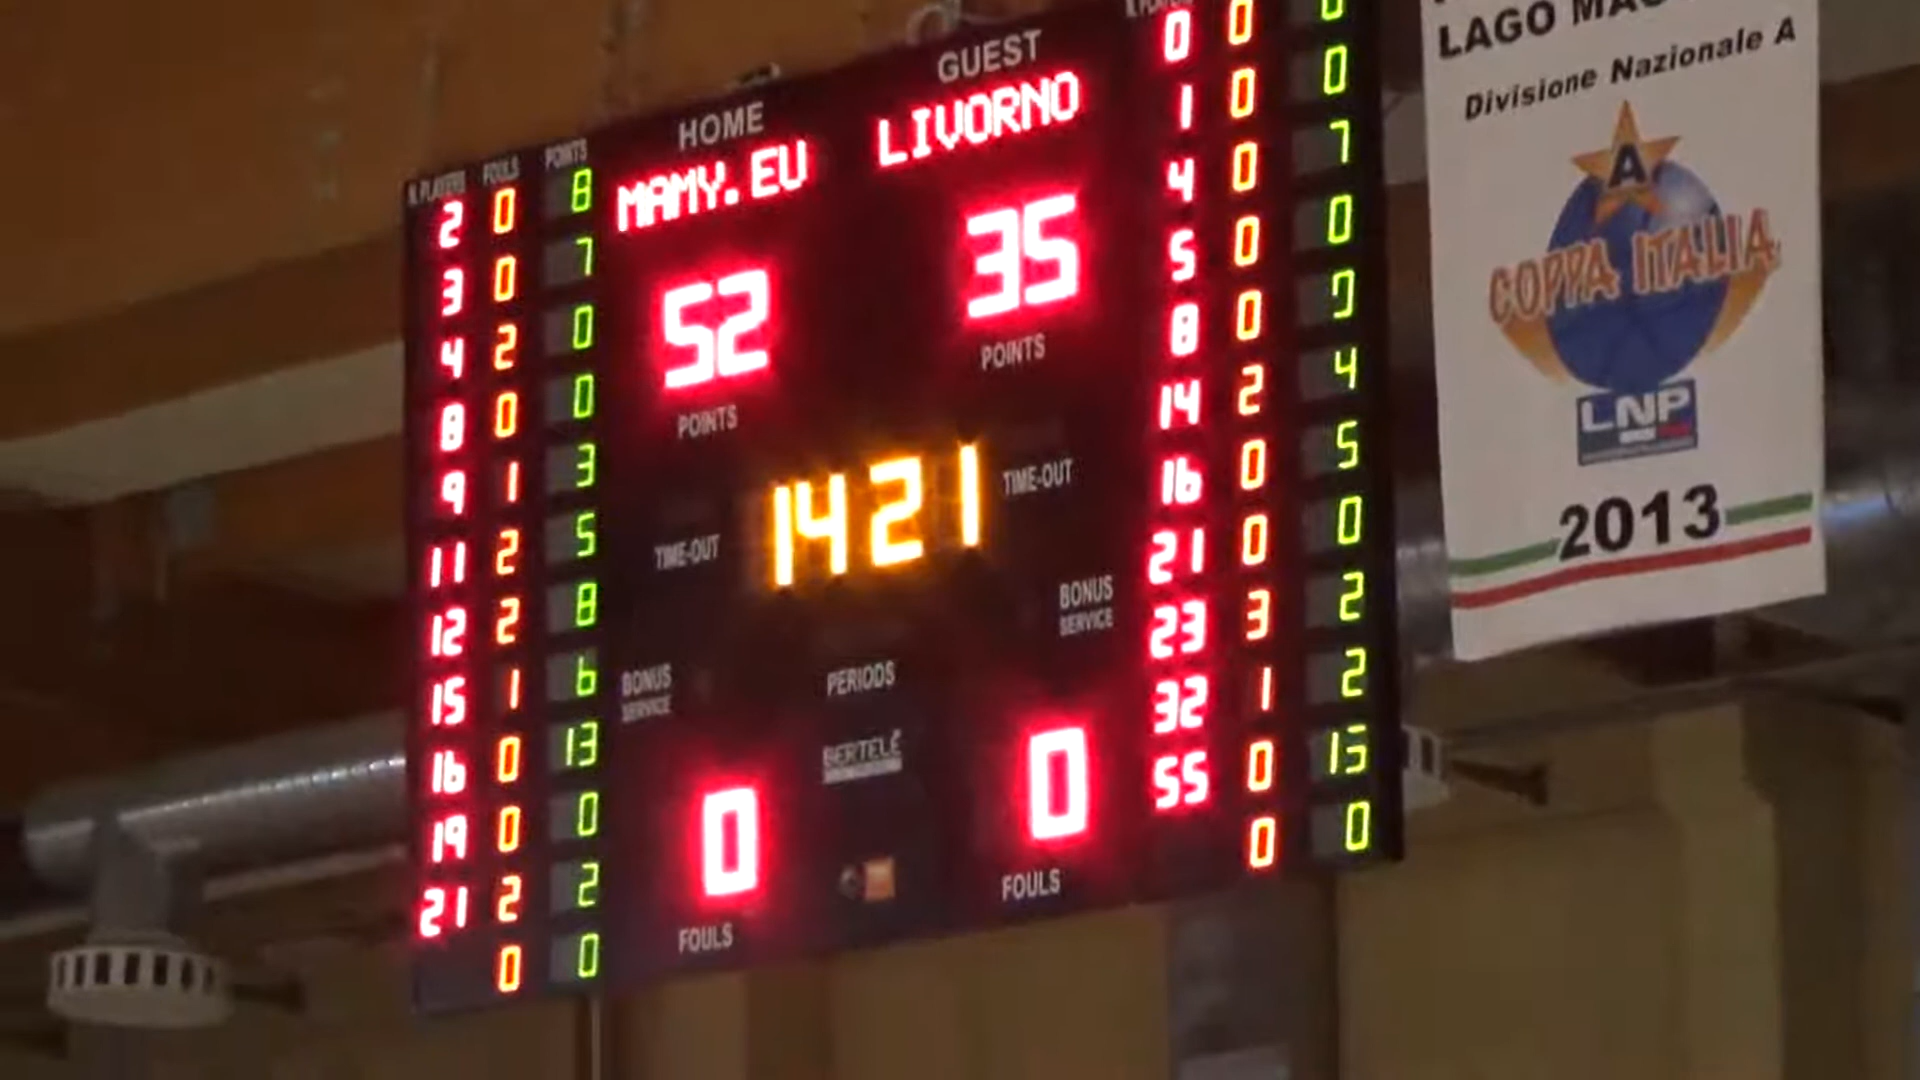 HOME
GUEST
MAMY.EU
LIVORNO
52
35
POINTS
POINTS
1421
TIME-OUT
TIME-OUT
BONUS
SERVICE
BONUS
SERVICE
PERIODS
BERTELÉ
0
0
FOULS
FOULS
N.PLAYERS FOULS POINTS
2 0 8
3 0 7
4 2 0
8 0 0
9 1 3
11 2 5
12 2 8
15 1 6
16 0 13
19 0 0
21 2 2
0 0
0 0 0
1 0 0
4 0 7
5 0 0
8 0
14 2 4
16 0 5
21 0 0
23 3 2
32 1 2
55 0 15
0 0
LAGO
Divisione Nazionale A
A
COPPA ITALIA
LNP
2013